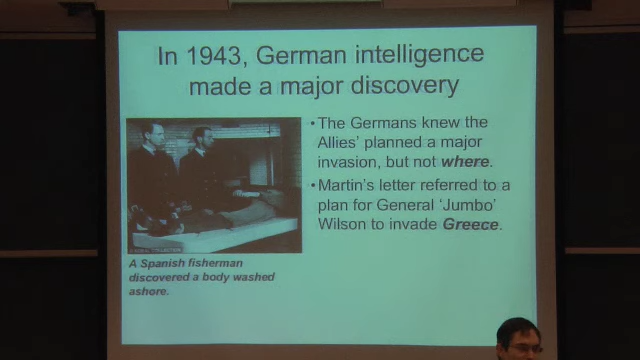 In 1943, German intelligence
made a major discovery
•The Germans knew the
Allies' planned a major
invasion, but not where.
•Martin's letter referred to a
plan for General 'Jumbo'
Wilson to invade Greece.
A Spanish fisherman
discovered a body washed
ashore.